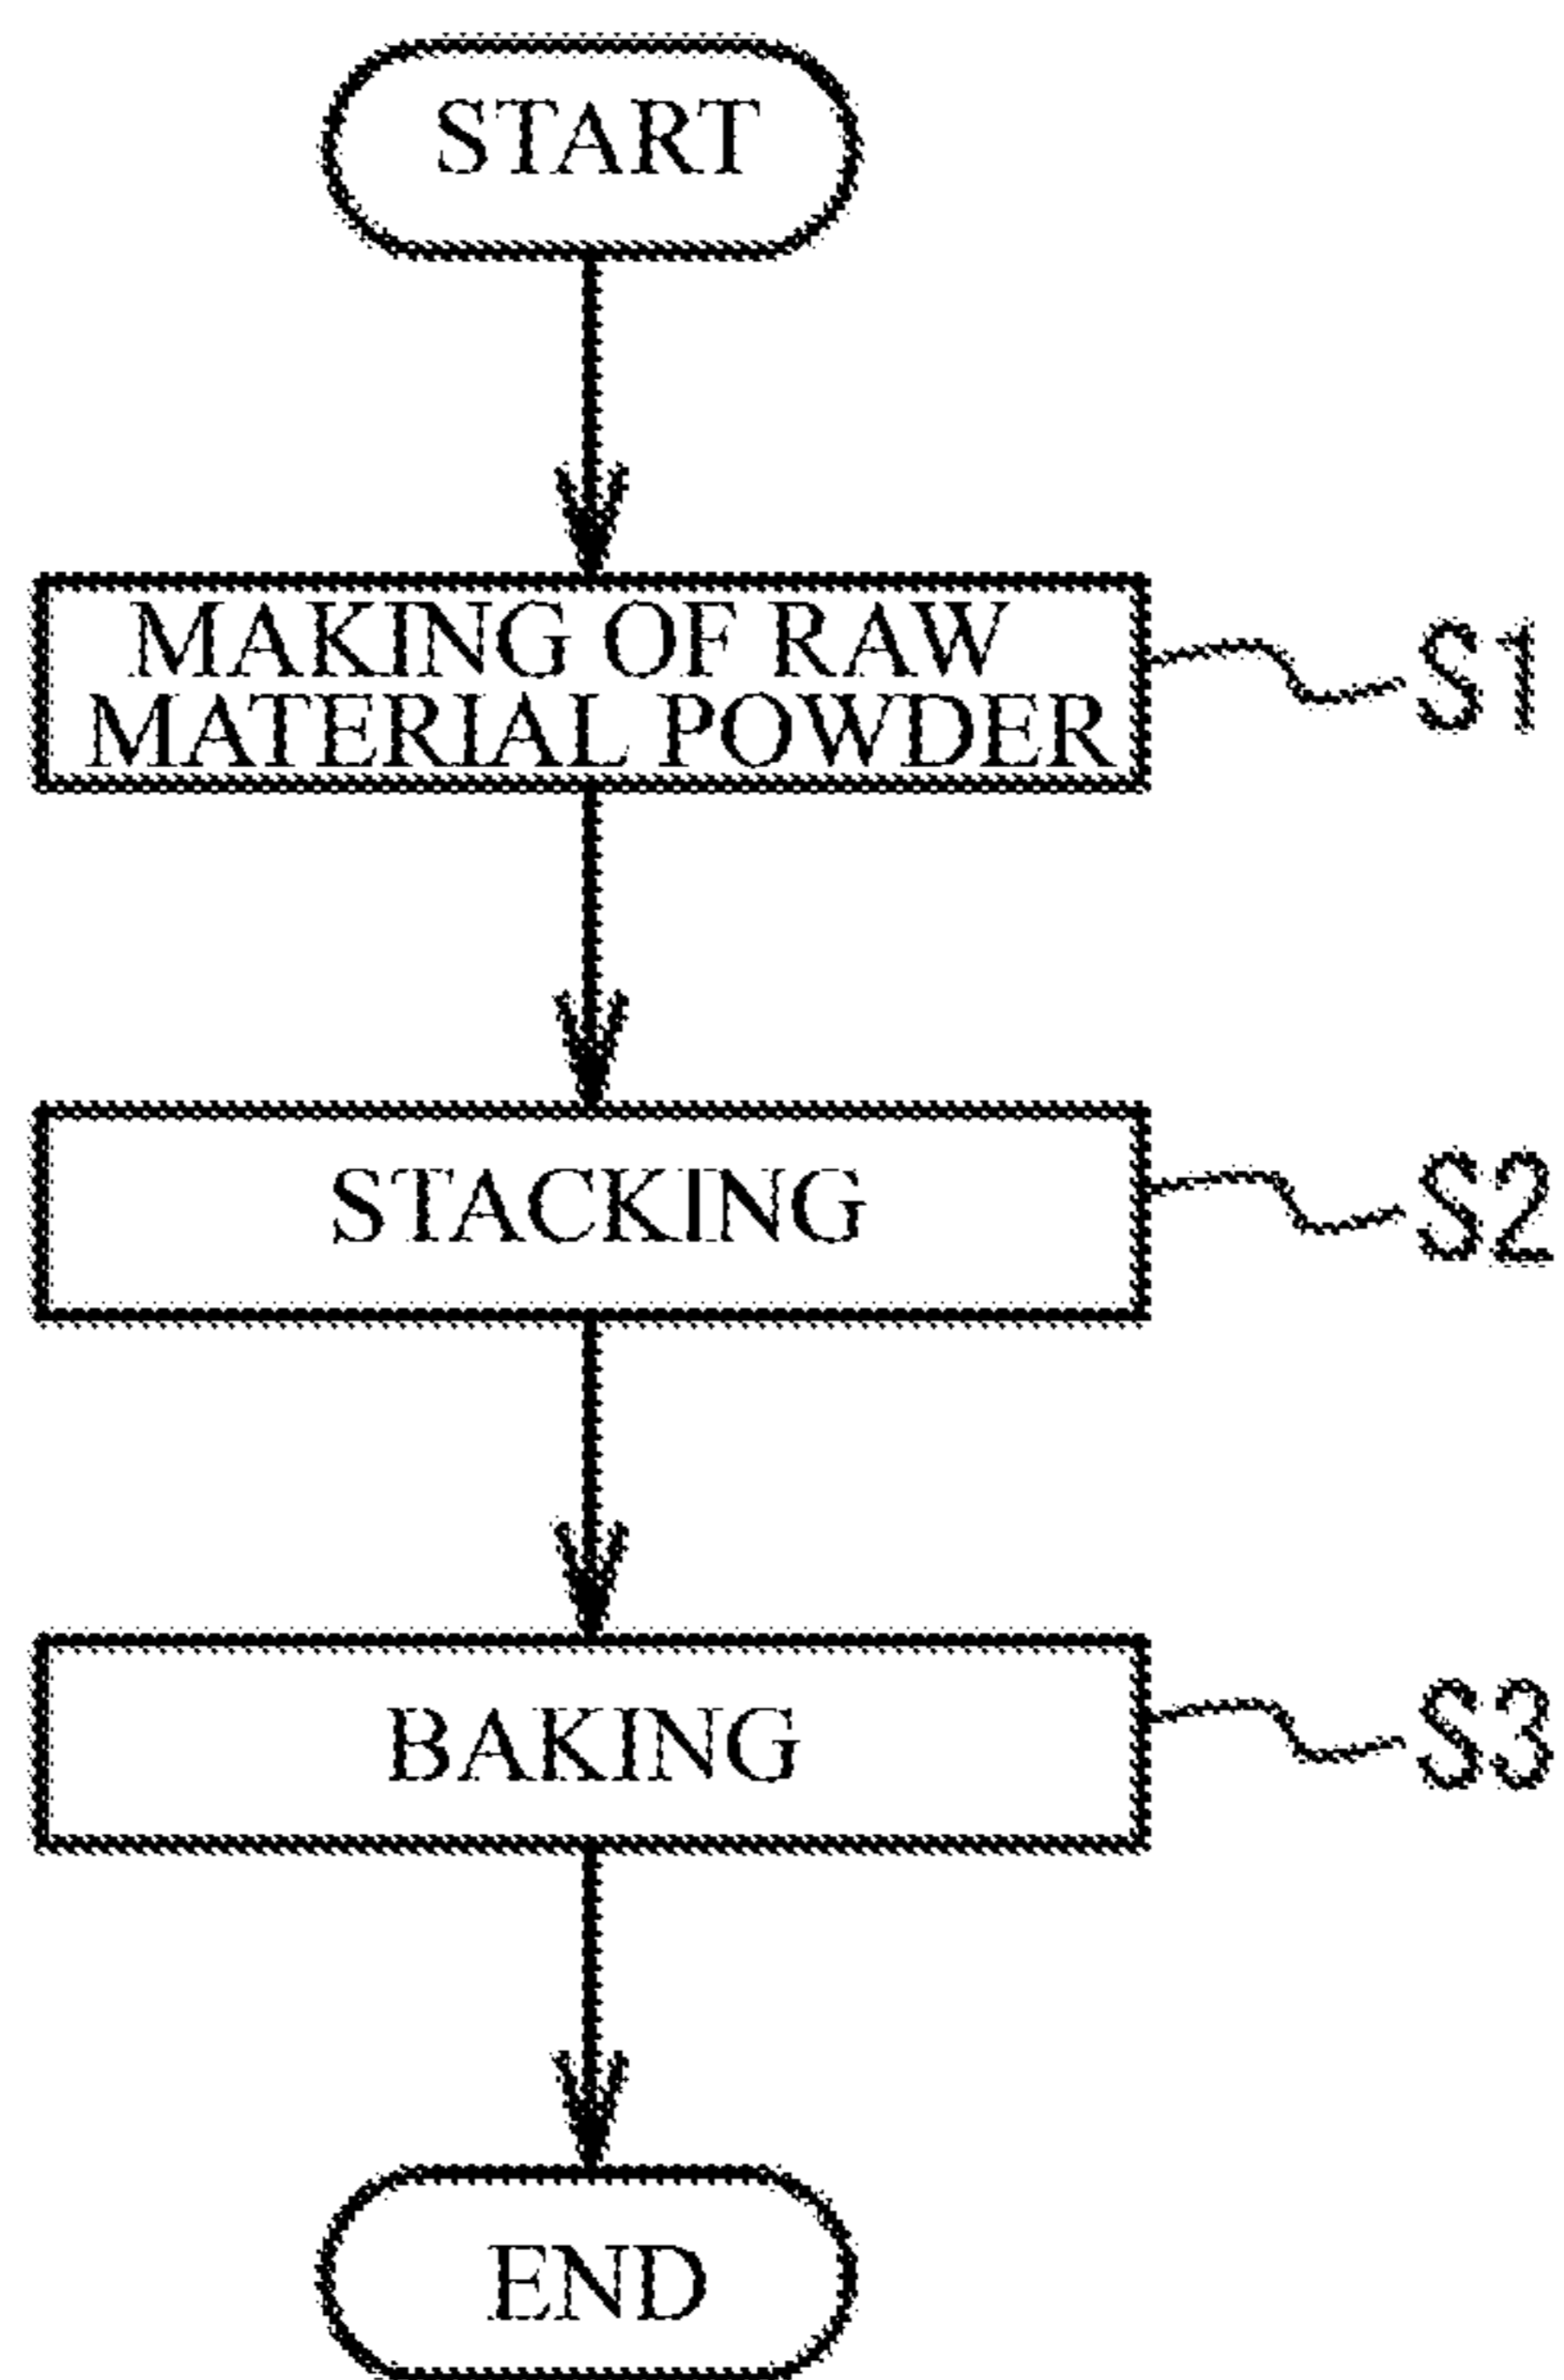 START
MAKING OF RAW
MATERIAL POWDER
S1
STACKING
S2
BAKING
S3
END